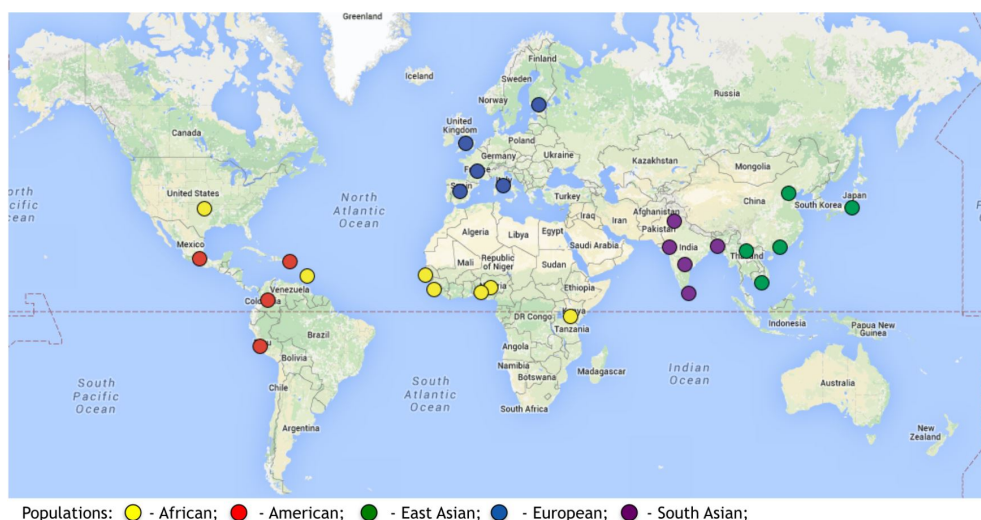 Greenland
Iceland
Finland
Sweden
Norway
Russia
United
Kingdom
Canada
Poland
Germany
Ukraine
Kazakhstan
Mongolia
United States
North
Atlantic
Ocean
Spain
Turkey
China
South Korea
Japan
Afghanistan
Iraq
Iran
Pakistan
Algeria
Libya
Egypt
Saudi Arabia
India
Mexico
Mali
Republic
of Niger
Sudan
Thailand
Venezuela
Ethiopia
DR Congo
Tanzania
Indonesia
Papua New
Guinea
Brazil
Angola
Bolivia
Namibia
Botswana
Madagascar
Indian
Ocean
South
Pacific
Ocean
Chile
South
Atlantic
Ocean
Australia
South Africa
Argentina
New
Zealand
Populations: - African; - American; - East Asian; - European; - South Asian;